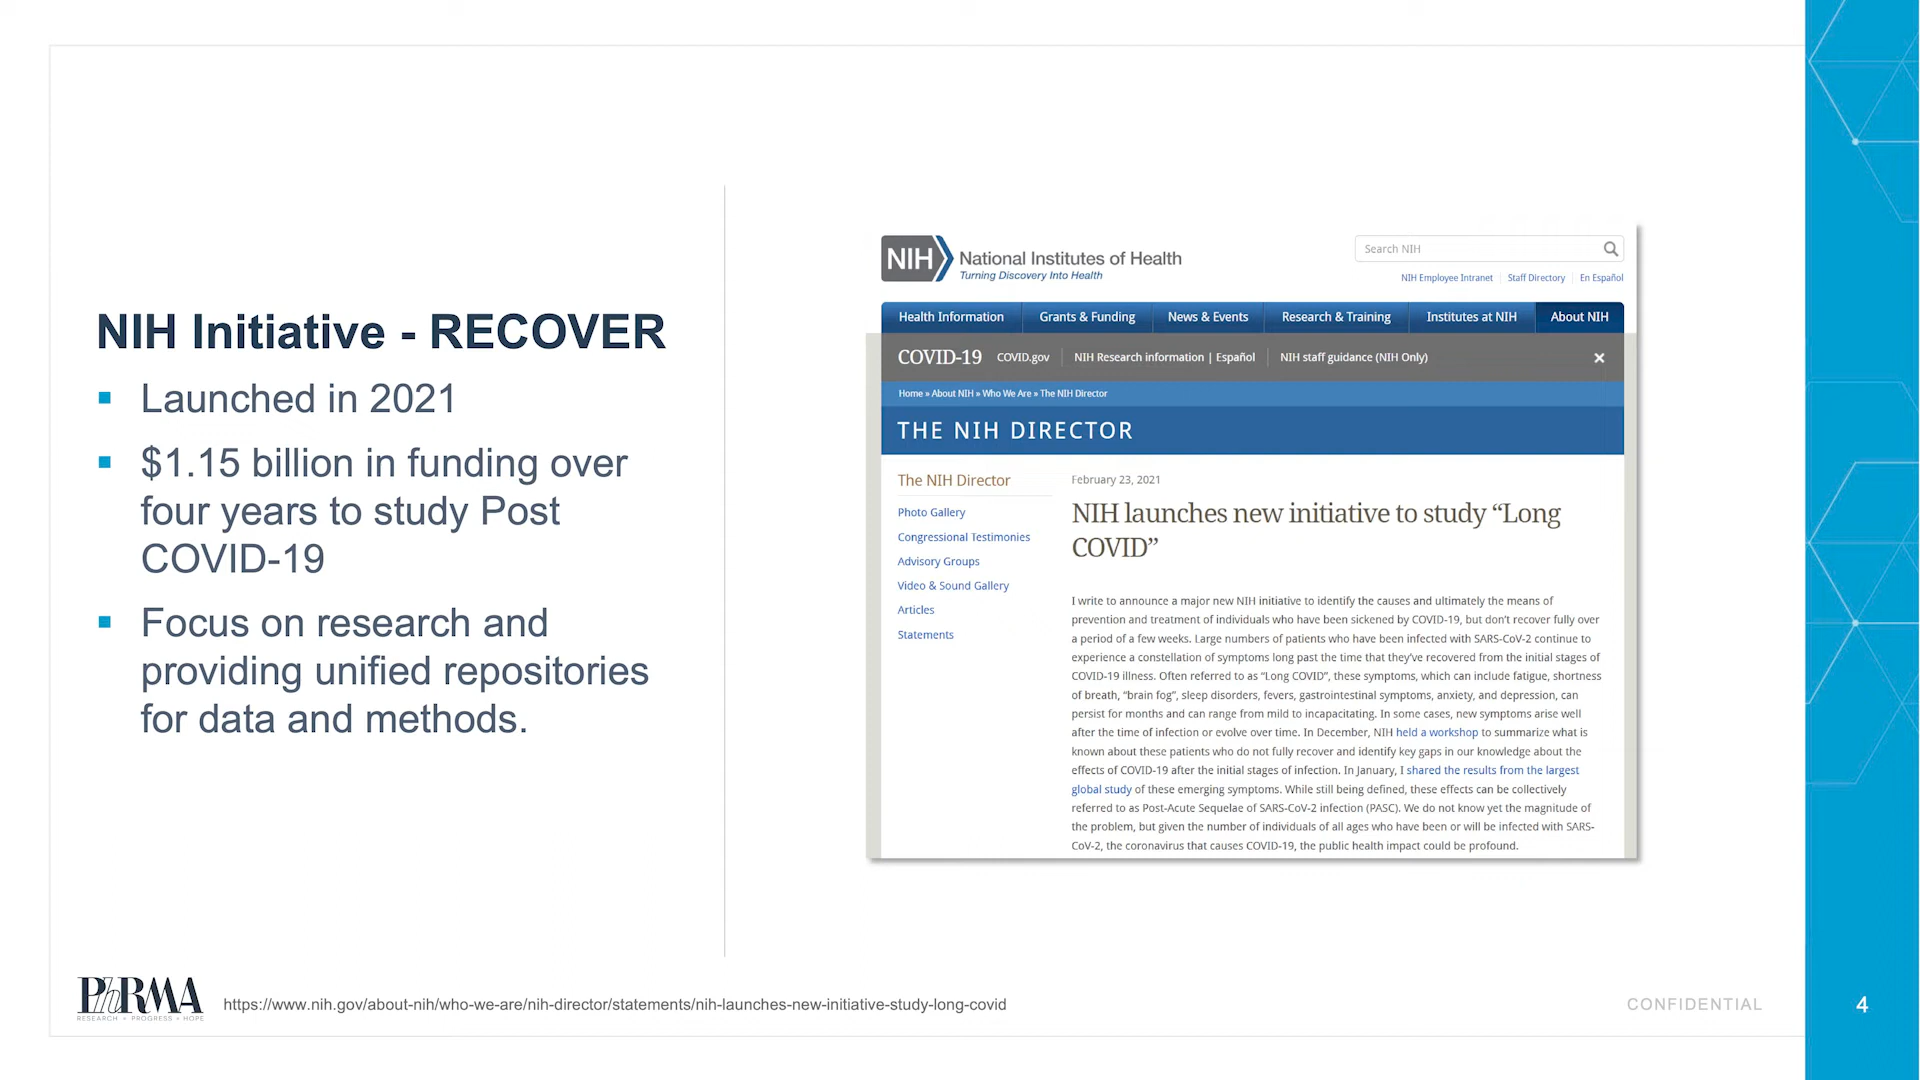 NIH Initiative - RECOVER
▪ Launched in 2021
▪ $1.15 billion in funding over
four years to study Post
COVID-19
▪ Focus on research and
providing unified repositories
for data and methods.
NIH National Institutes of Health
Turning Discovery Into Health
Search NIH
NIH Employee Intranet Staff Directory En Español
Health Information Grants & Funding News & Events Research & Training Institutes at NIH About NIH
COVID-19 COVID.gov NIH Research information | Español NIH staff guidance (NIH Only) ×
Home » About NIH » Who We Are » The NIH Director
THE NIH DIRECTOR
The NIH Director
Photo Gallery
Congressional Testimonies
Advisory Groups
Video & Sound Gallery
Articles
Statements
February 23, 2021
NIH launches new initiative to study “Long
COVID”
I write to announce a major new NIH initiative to identify the causes and ultimately the means of
prevention and treatment of individuals who have been sickened by COVID-19, but don’t recover fully over
a period of a few weeks. Large numbers of patients who have been infected with SARS-CoV-2 continue to
experience a constellation of symptoms long past the time that they’ve recovered from the initial stages of
COVID-19 illness. Often referred to as “Long COVID”, these symptoms, which can include fatigue, shortness
of breath, “brain fog”, sleep disorders, fevers, gastrointestinal symptoms, anxiety, and depression, can
persist for months and can range from mild to incapacitating. In some cases, new symptoms arise well
after the time of infection or evolve over time. In December, NIH held a workshop to summarize what is
known about these patients who do not fully recover and identify key gaps in our knowledge about the
effects of COVID-19 after the initial stages of infection. In January, I shared the results from the largest
global study of these emerging symptoms. While still being defined, these effects can be collectively
referred to as Post-Acute Sequelae of SARS-CoV-2 infection (PASC). We do not know yet the magnitude of
the problem, but given the number of individuals of all ages who have been or will be infected with SARS-
CoV-2, the coronavirus that causes COVID-19, the public health impact could be profound.
PhRMA
RESEARCH • PROGRESS • HOPE
https://www.nih.gov/about-nih/who-we-are/nih-director/statements/nih-launches-new-initiative-study-long-covid
CONFIDENTIAL
4